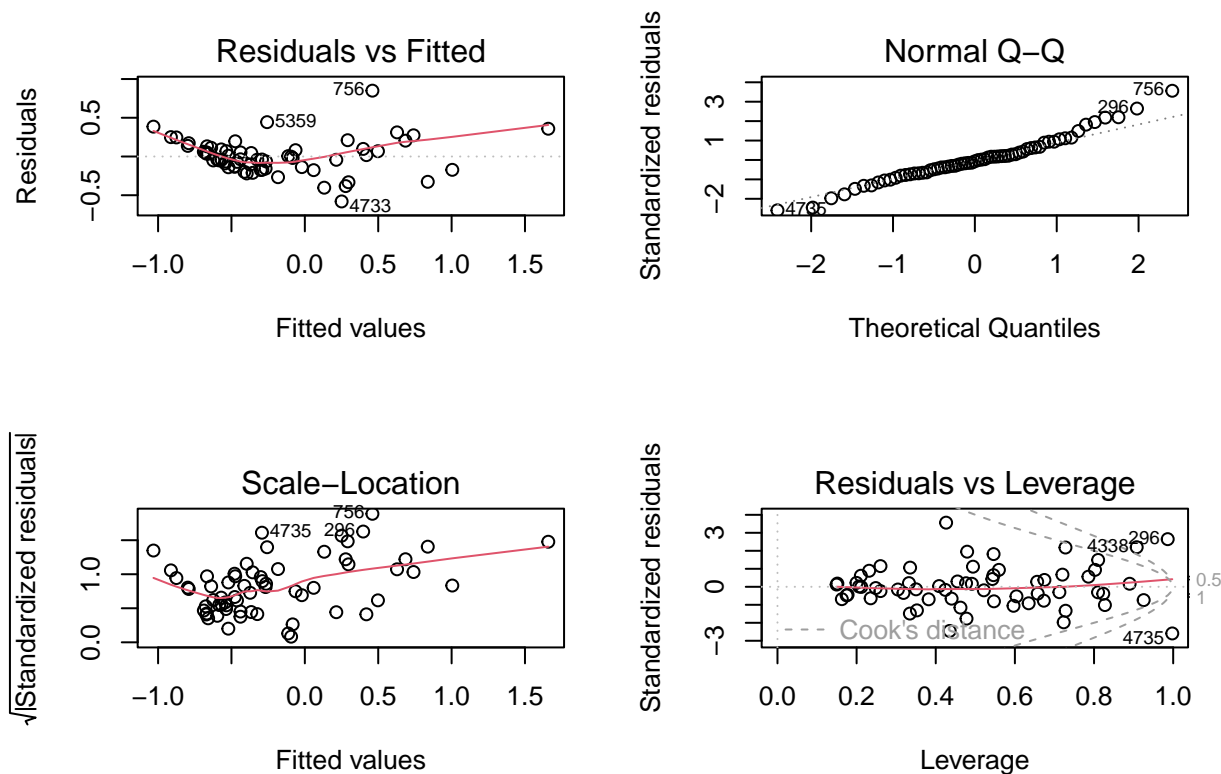 Residuals vs Fitted
Residuals
0.5
−0.5
756
5359
4733
−1.0 0.0 0.5 1.0 1.5
Fitted values
Normal Q−Q
Standardized residuals
3
1
−2
756
296
4735
−2 −1 0 1 2
Theoretical Quantiles
Scale−Location
√|Standardized residuals|
1.0
0.0
756
4735
296
−1.0 0.0 0.5 1.0 1.5
Fitted values
Residuals vs Leverage
Standardized residuals
3
0
−3
296
4338
0.5
1
Cook's distance
4735
0.0 0.2 0.4 0.6 0.8 1.0
Leverage